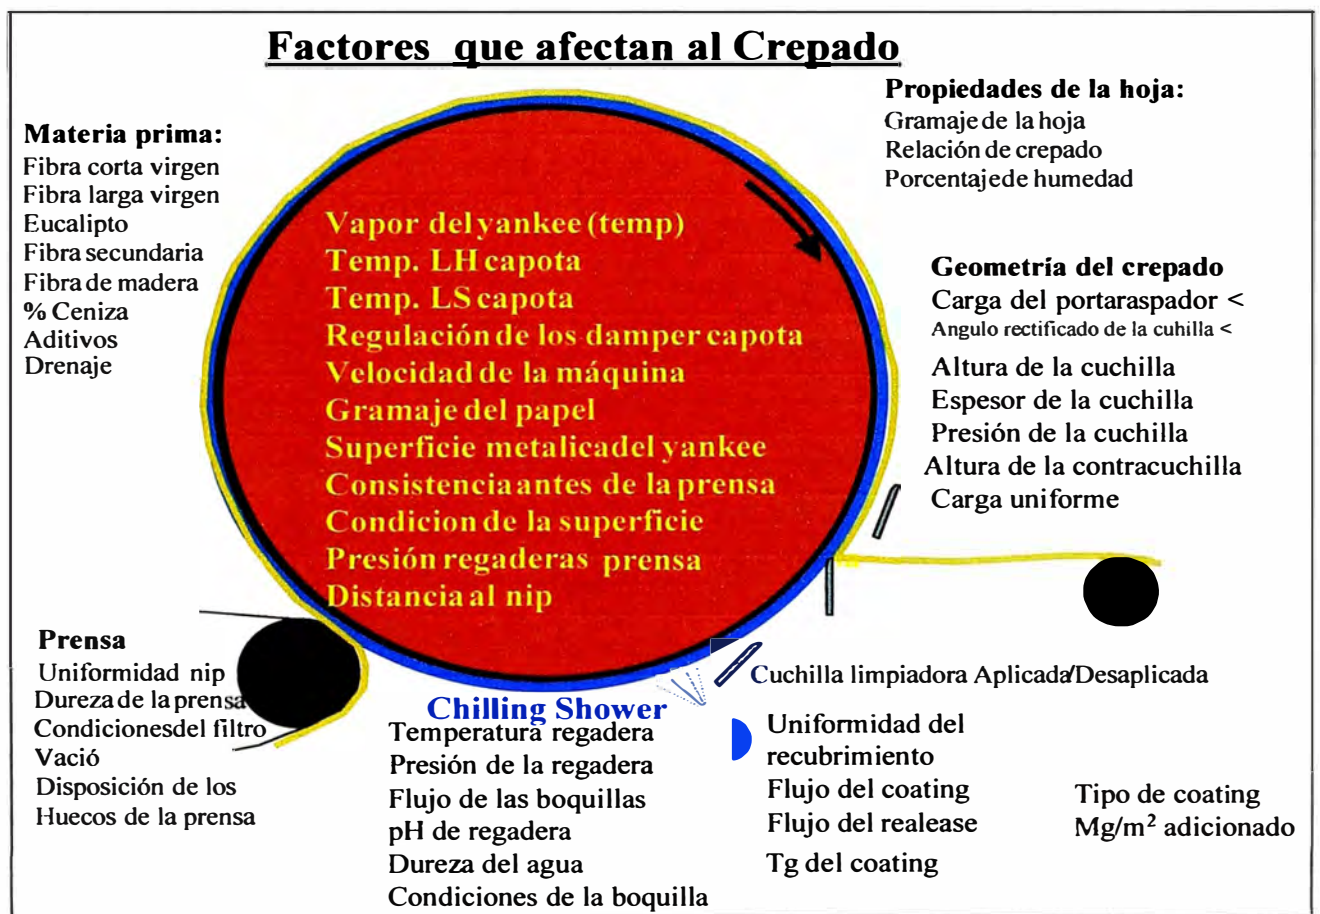 Factores que afectan al Crepado
Materia prima:
Fibra corta virgen
Fibra larga virgen
Eucalipto
Fibra secundaria
Fibra de madera
% Ceniza
Aditivos
Drenaje
Propiedades de la hoja:
Gramaje de la hoja
Relación de crepado
Porcentaje de humedad
Vapor del yankee (temp)
Temp. LH capota
Temp. LS capota
Regulación de los damper capota
Velocidad de la máquina
Gramaje del papel
Superficie metalica del yankee
Consistencia antes de la prensa
Condicion de la superficie
Presión regaderas prensa
Distancia al nip
Geometría del crepado
Carga del portaraspador <
Angulo rectificado de la cuhilla <
Altura de la cuchilla
Espesor de la cuchilla
Presión de la cuchilla
Altura de la contracuchilla
Carga uniforme
Prensa
Uniformidad nip
Dureza de la prensa
Condiciones del filtro
Vació
Disposición de los
Huecos de la prensa
Chilling Shower
Temperatura regadera
Presión de la regadera
Flujo de las boquillas
pH de regadera
Dureza del agua
Condiciones de la boquilla
Cuchilla limpiadora Aplicada/Desaplicada
Uniformidad del
recubrimiento
Flujo del coating
Flujo del realease
Tg del coating
Tipo de coating
Mg/m² adicionado